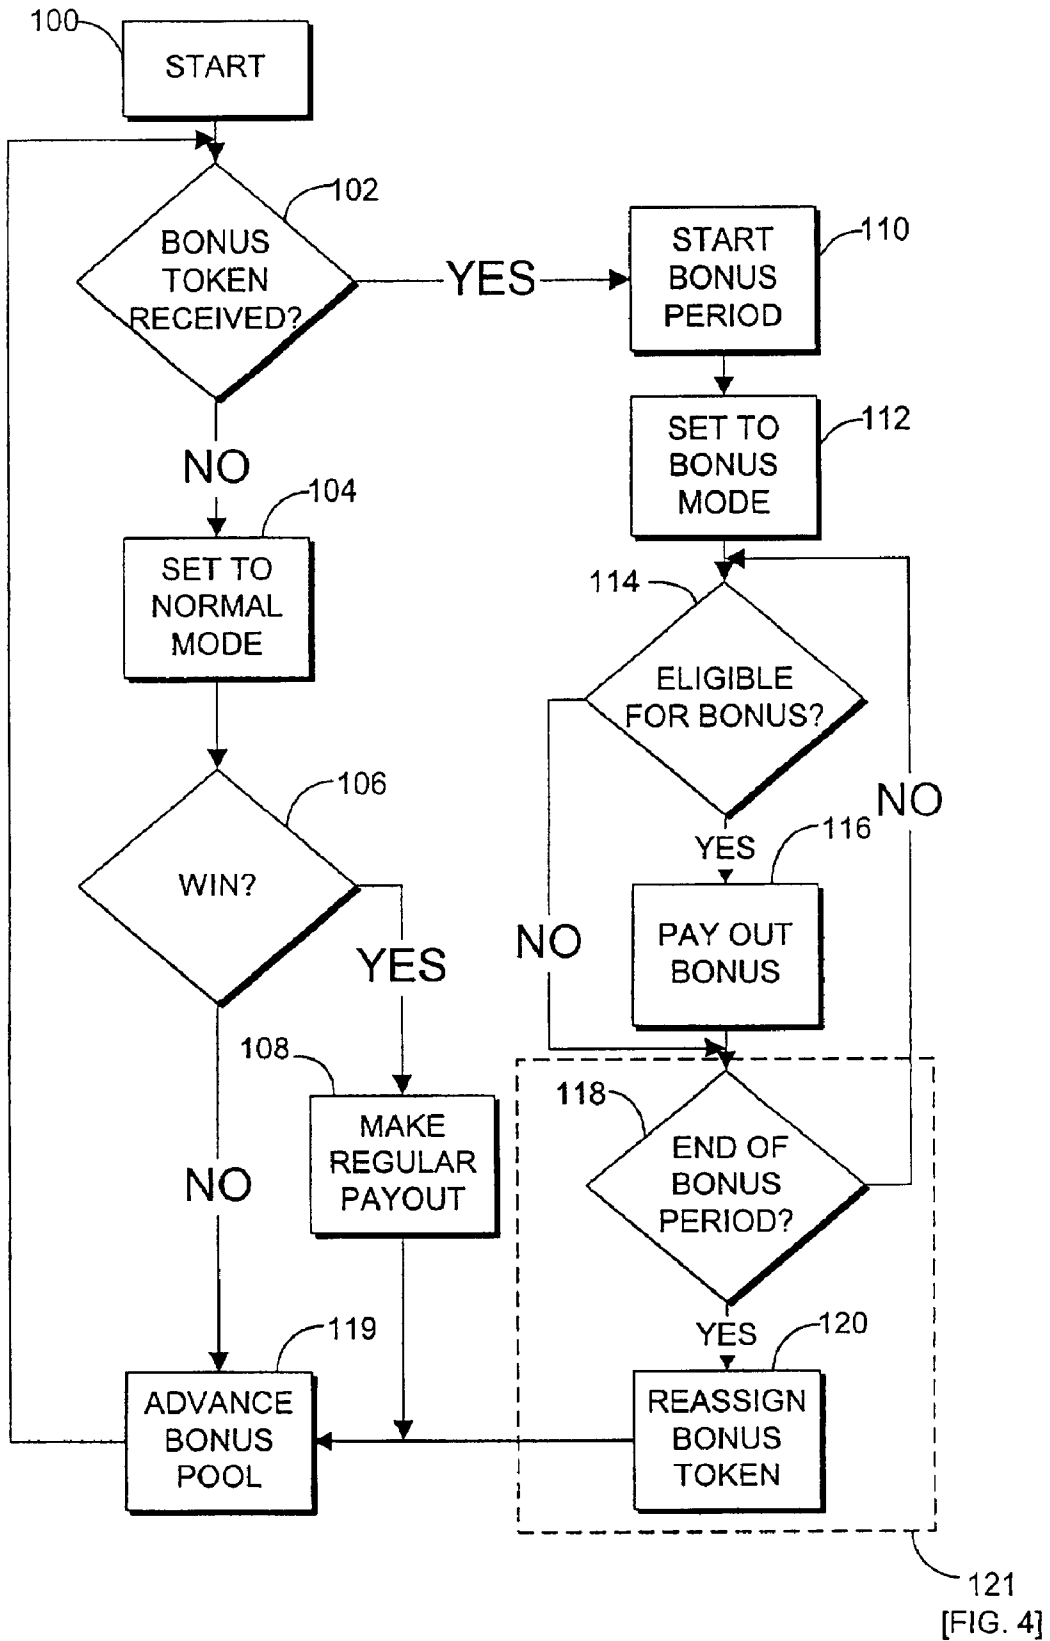 100
START
102
BONUS
TOKEN
RECEIVED?
YES
110
START
BONUS
PERIOD
NO
112
SET TO
BONUS
MODE
104
SET TO
NORMAL
MODE
114
ELIGIBLE
FOR BONUS?
NO
YES
116
PAY OUT
BONUS
NO
106
WIN?
YES
108
MAKE
REGULAR
PAYOUT
NO
118
END OF
BONUS
PERIOD?
YES
120
REASSIGN
BONUS
TOKEN
119
ADVANCE
BONUS
POOL
121
[FIG. 4]